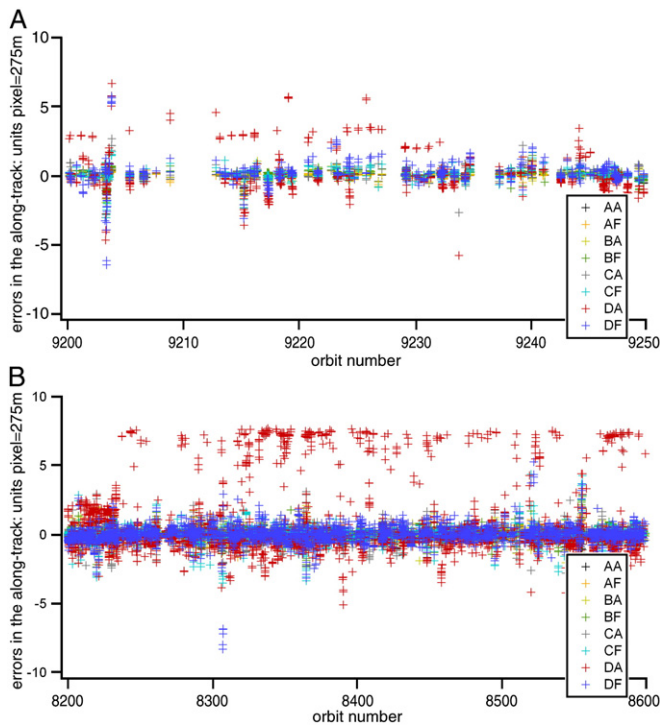 A
errors in the along-track: units pixel=275m
10
5
0
-5
-10
9200
9210
9220
9230
9240
9250
orbit number
AA
AF
BA
BF
CA
CF
DA
DF
B
errors in the along-track: units pixel=275m
10
5
0
-5
-10
8200
8300
8400
8500
8600
orbit number
AA
AF
BA
BF
CA
CF
DA
DF